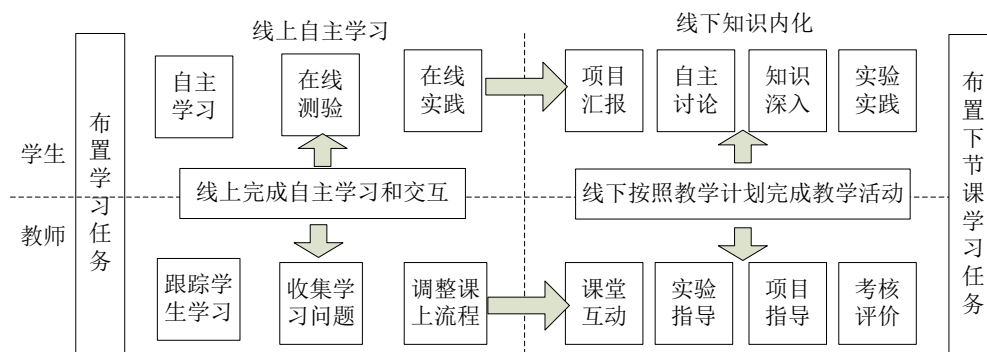 线上自主学习
线下知识内化
布置学习任务
自主
学习
在线
测验
在线
实践
项目
汇报
自主
讨论
知识
深入
实验
实践
布置下节课学习任务
学生
线上完成自主学习和交互
线下按照教学计划完成教学活动
教师
跟踪学
生学习
收集学
习问题
调整课
上流程
课堂
互动
实验
指导
项目
指导
考核
评价